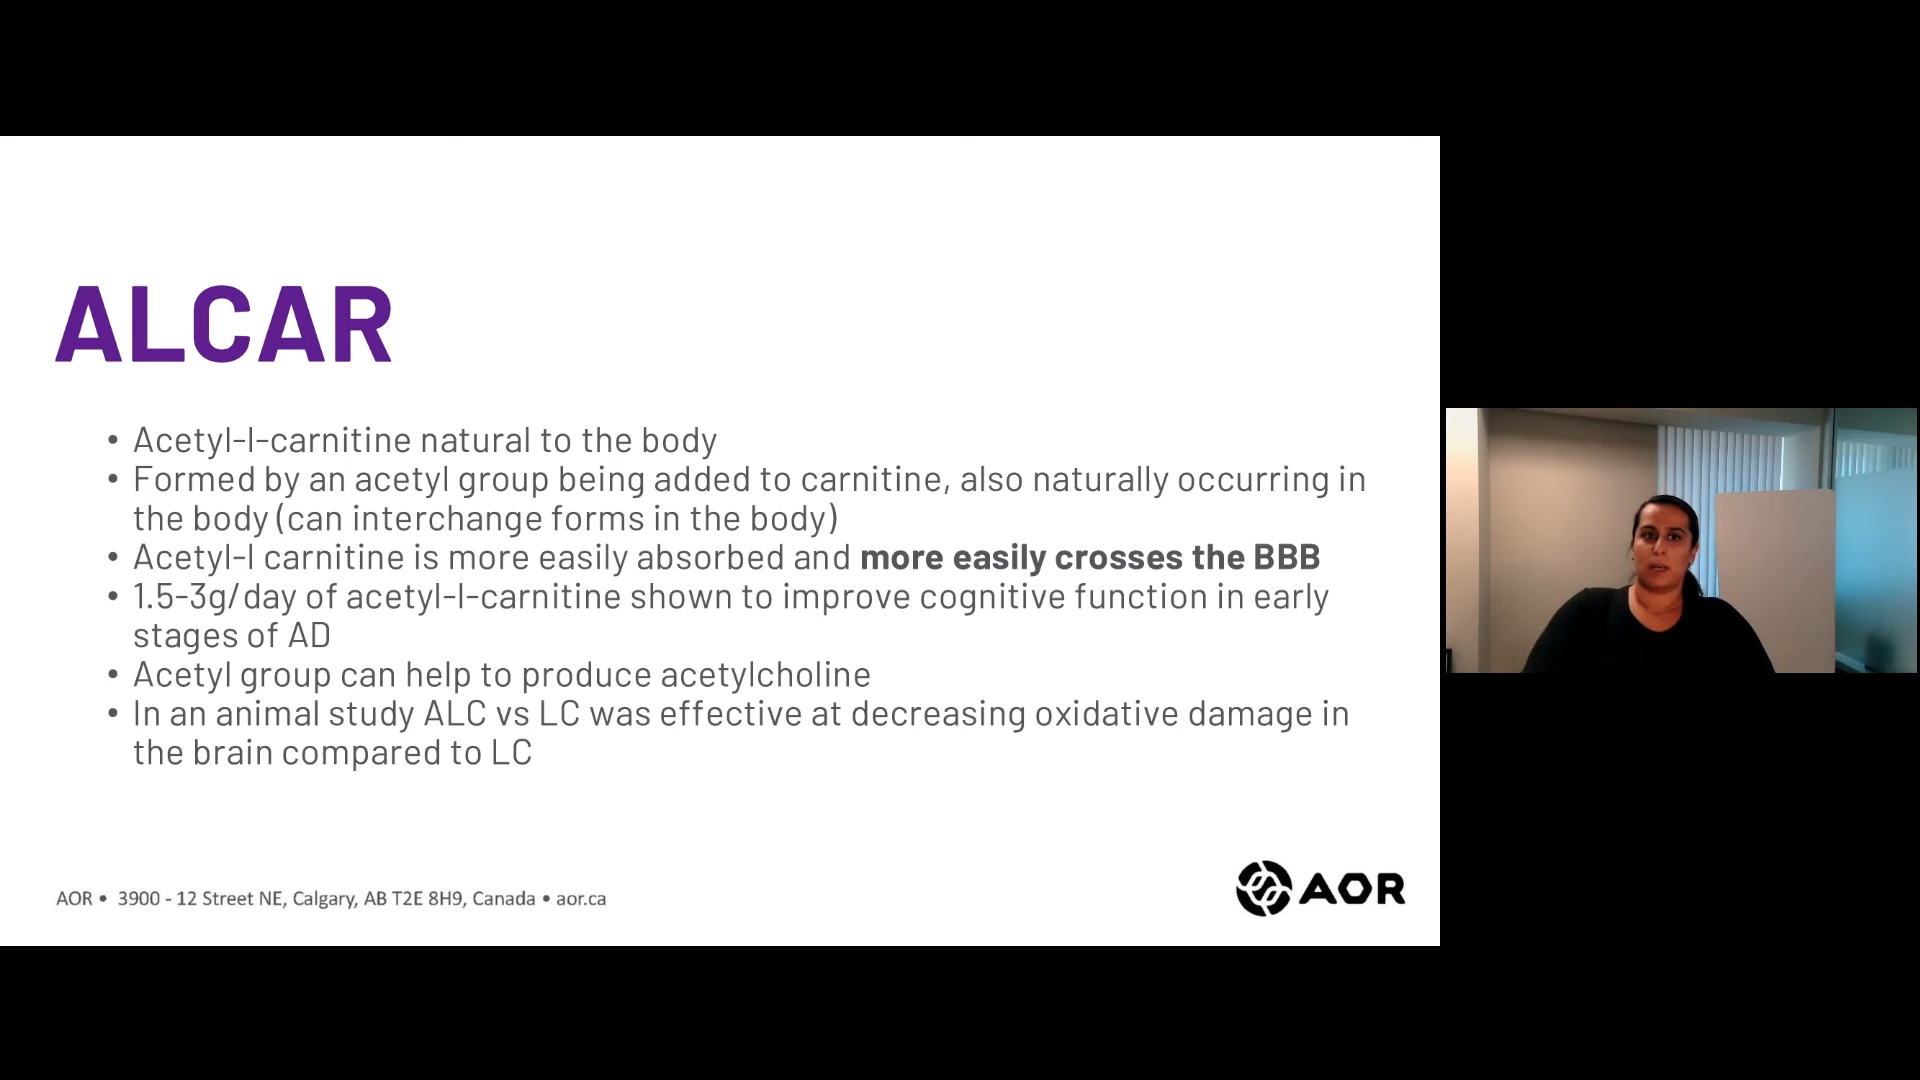 ALCAR
• Acetyl-l-carnitine natural to the body
• Formed by an acetyl group being added to carnitine, also naturally occurring in
the body (can interchange forms in the body)
• Acetyl-l carnitine is more easily absorbed and more easily crosses the BBB
• 1.5-3g/day of acetyl-l-carnitine shown to improve cognitive function in early
stages of AD
• Acetyl group can help to produce acetylcholine
• In an animal study ALC vs LC was effective at decreasing oxidative damage in
the brain compared to LC
AOR • 3900 - 12 Street NE, Calgary, AB T2E 8H9, Canada • aor.ca
AOR